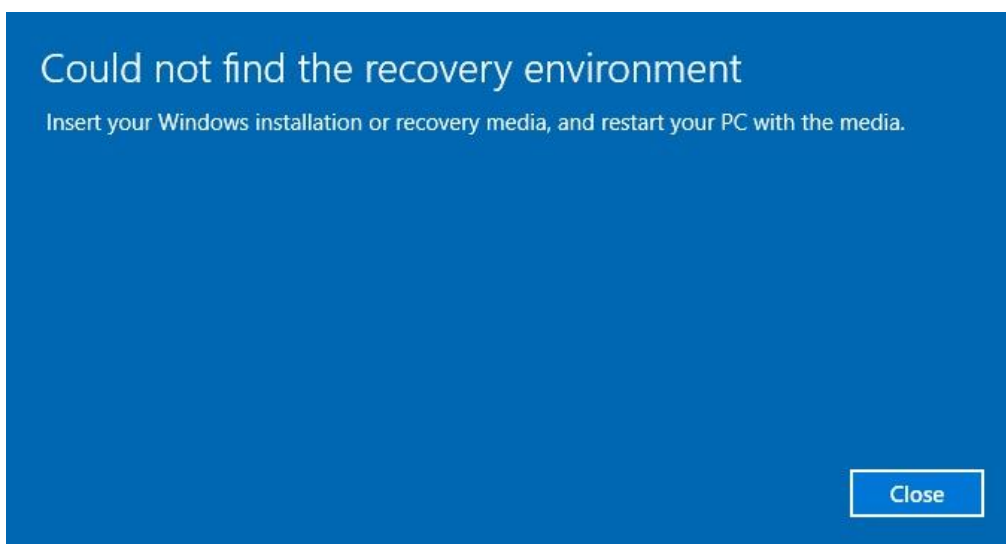 Could not find the recovery environment
Insert your Windows installation or recovery media, and restart your PC with the media.
Close